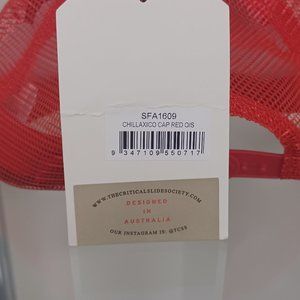 SFA1609
CHILLAXICO CAP RED O/S
9 347109 550717
WWW.THECRITICALSLIDESOCIETY.COM
DESIGNED
IN
AUSTRALIA
OUR INSTAGRAM IS: @TCSS